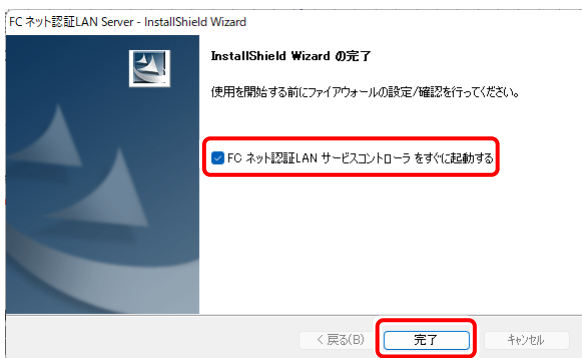 FC ネット認証LAN Server - InstallShield Wizard
InstallShield Wizard の完了
使用を開始する前にファイアウォールの設定/確認を行ってください。
FC ネット認証LAN サービスコントローラ をすぐに起動する
< 戻る(B)
完了
キャンセル